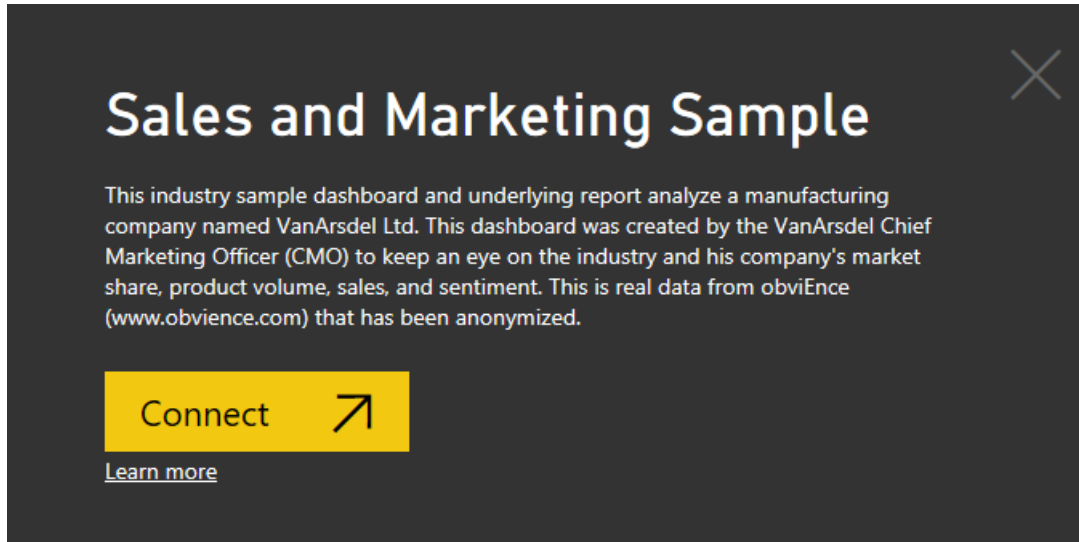 Sales and Marketing Sample
This industry sample dashboard and underlying report analyze a manufacturing
company named VanArsdel Ltd. This dashboard was created by the VanArsdel Chief
Marketing Officer (CMO) to keep an eye on the industry and his company's market
share, product volume, sales, and sentiment. This is real data from obviEnce
(www.obvience.com) that has been anonymized.
Connect
Learn more